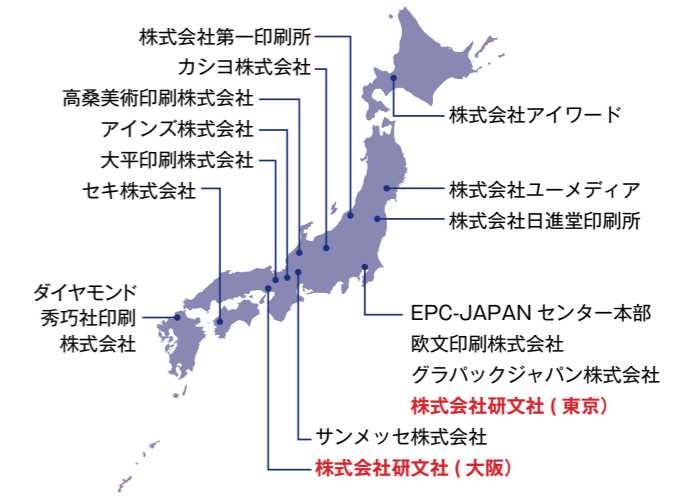 株式会社第一印刷所
カシヨ株式会社
高桑美術印刷株式会社
アインズ株式会社
大平印刷株式会社
セキ株式会社
ダイヤモンド
秀巧社印刷
株式会社
株式会社アイワード
株式会社ユーメディア
株式会社日進堂印刷所
EPC-JAPAN センター本部
欧文印刷株式会社
グラパックジャパン株式会社
株式会社研文社 ( 東京）
サンメッセ株式会社
株式会社研文社 ( 大阪）